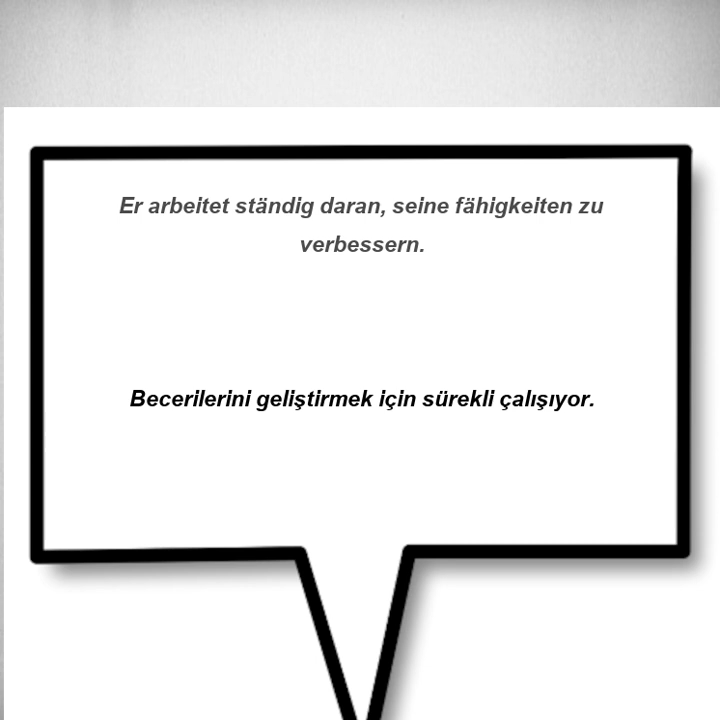 Er arbeitet ständig daran, seine fähigkeiten zu
verbessern.
Becerilerini geliştirmek için sürekli çalışıyor.